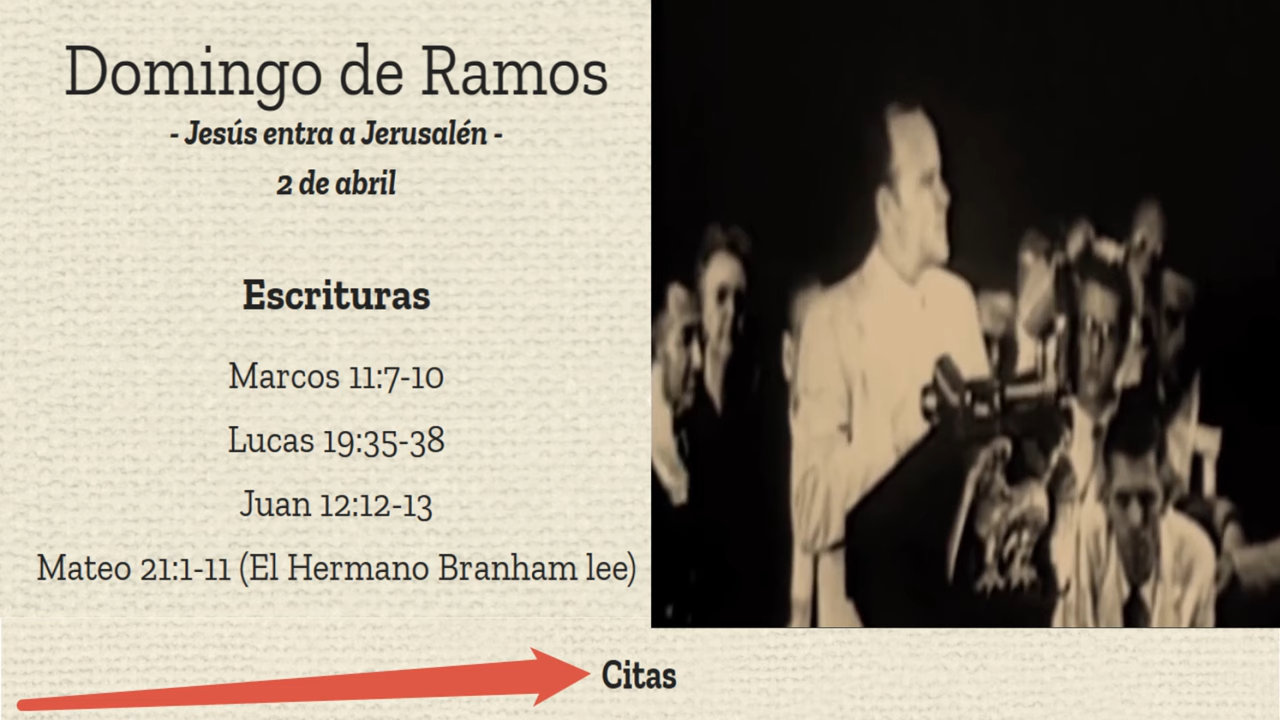 Domingo de Ramos
- Jesús entra a Jerusalén -
2 de abril
Escrituras
Marcos 11:7-10
Lucas 19:35-38
Juan 12:12-13
Mateo 21:1-11 (El Hermano Branham lee)
Citas